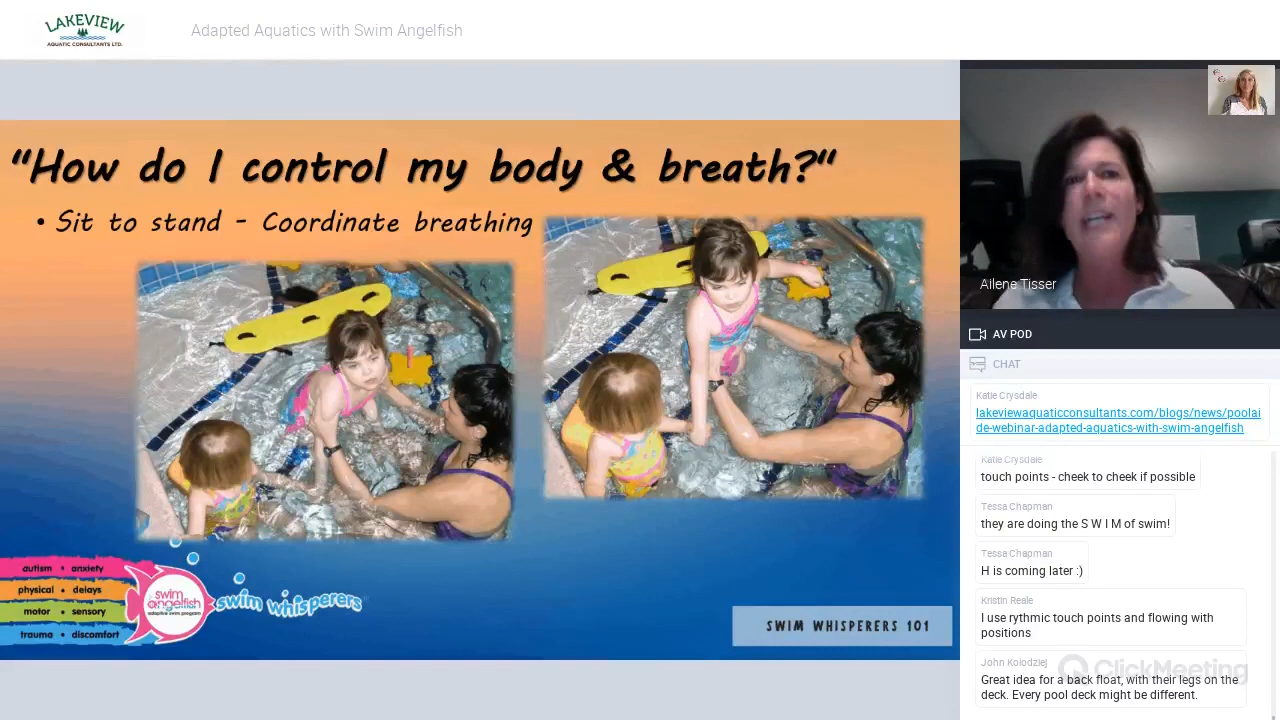 LAKEVIEW
AQUATIC CONSULTANTS LTD.
Adapted Aquatics with Swim Angelfish
“How do I control my body & breath?“
• Sit to stand - Coordinate breathing
autism • anxiety
physical • delays
motor • sensory
trauma • discomfort
swim
angelfish
adaptive swim program
swim whisperers
SWIM WHISPERERS 101
Ailene Tisser
AV POD
CHAT
Katie Crysdale
lakeviewaquaticconsultants.com/blogs/news/poolai
de-webinar-adapted-aquatics-with-swim-angelfish
Katie Crysdale
touch points - cheek to cheek if possible
Tessa Chapman
they are doing the S W I M of swim!
Tessa Chapman
H is coming later :)
Kristin Reale
I use rythmic touch points and flowing with
positions
John Kolodziej
Great idea for a back float, with their legs on the
deck. Every pool deck might be different.
ClickMeeting